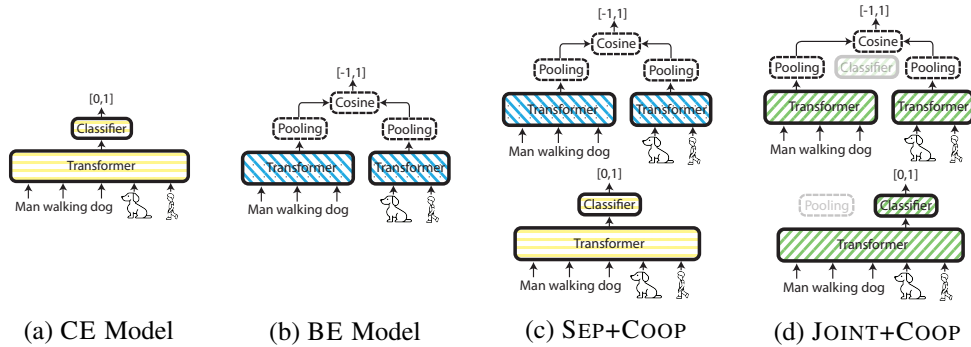 [0,1]
Classifier
Transformer
Man walking dog
(a) CE Model
[-1,1]
Cosine
Pooling Pooling
Transformer Transformer
Man walking dog
(b) BE Model
[-1,1]
Cosine
Pooling Pooling
Transformer Transformer
Man walking dog
[0,1]
Classifier
Transformer
Man walking dog
(c) SEP+COOP
[-1,1]
Cosine
Pooling Classifier Pooling
Transformer Transformer
Man walking dog
[0,1]
Pooling Classifier
Transformer
Man walking dog
(d) JOINT+COOP